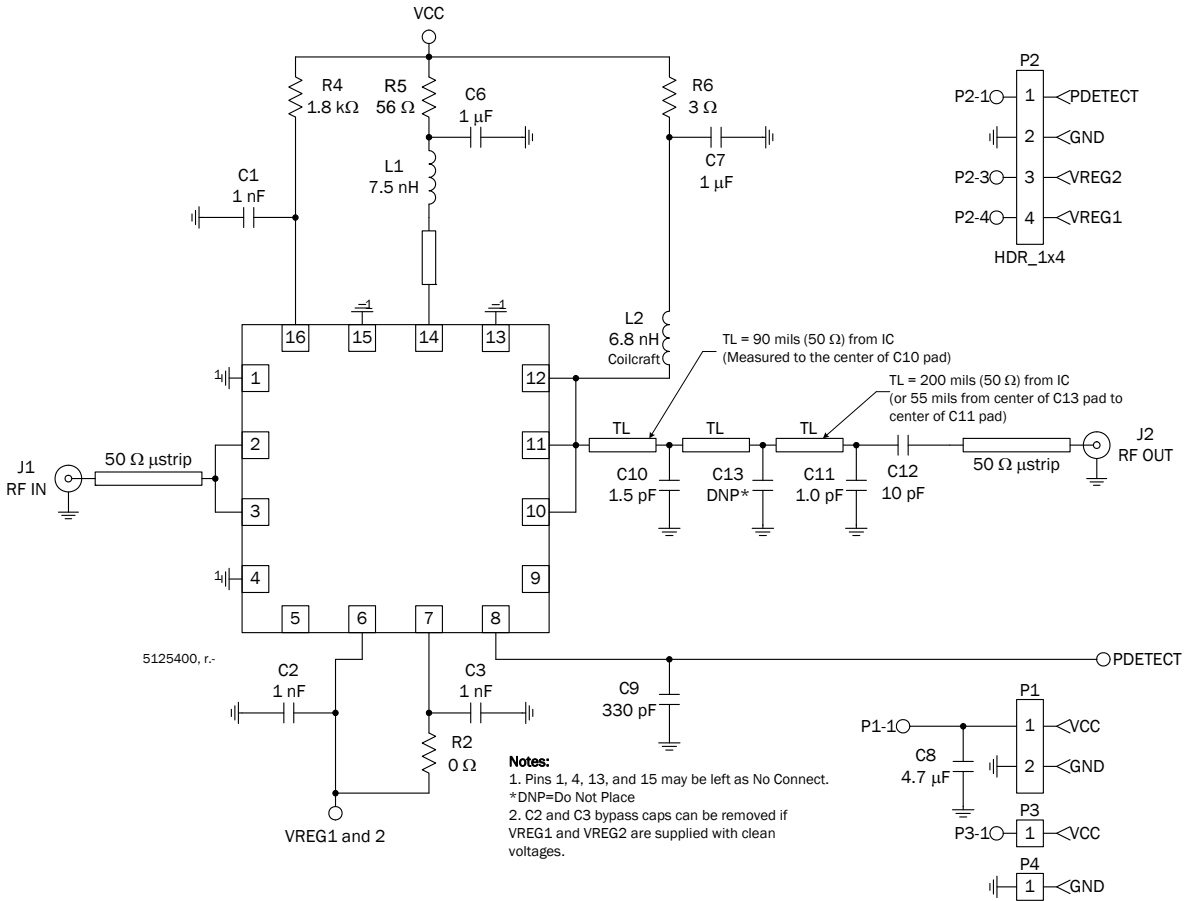 VCC
R4
1.8 kΩ
R5
56 Ω
C6
1 μF
R6
3 Ω
C7
1 μF
L1
7.5 nH
C1
1 nF
P2
P2-1
1
PDETECT
2
GND
P2-3
3
VREG2
P2-4
4
VREG1
HDR_1x4
1
1
16
15
14
13
L2
6.8 nH
Coilcraft
TL = 90 mils (50 Ω) from IC
(Measured to the center of C10 pad)
TL = 200 mils (50 Ω) from IC
(or 55 mils from center of C13 pad to
center of C11 pad)
1
1
12
2
11
TL
TL
TL
J1
RF IN
50 Ω μstrip
3
10
C10
1.5 pF
C13
DNP*
C11
1.0 pF
C12
10 pF
50 Ω μstrip
J2
RF OUT
1
4
9
5
6
7
8
5125400, r.-
C2
1 nF
C3
1 nF
R2
0 Ω
VREG1 and 2
C9
330 pF
PDETECT
Notes:
1. Pins 1, 4, 13, and 15 may be left as No Connect.
*DNP=Do Not Place
2. C2 and C3 bypass caps can be removed if
VREG1 and VREG2 are supplied with clean
voltages.
P1
P1-1
1
VCC
C8
4.7 μF
2
GND
P3
P3-1
1
VCC
P4
1
GND